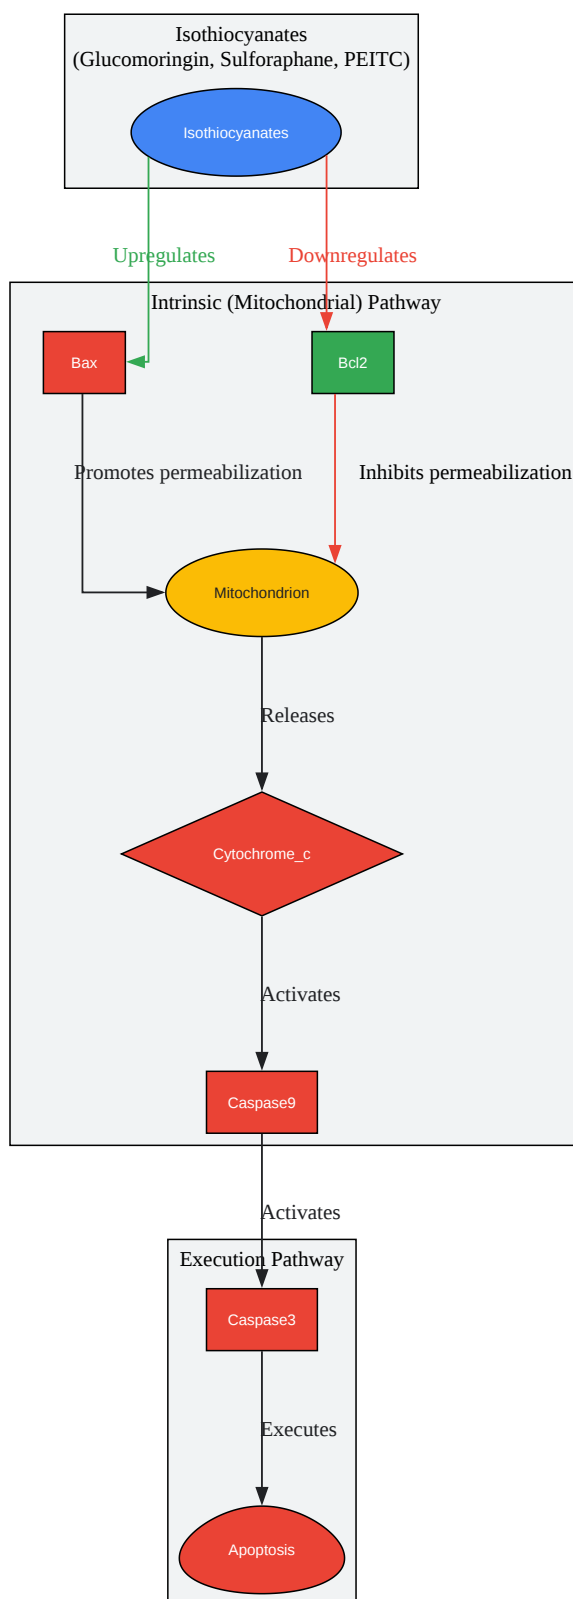 Isothiocyanates
(Glucomoringin, Sulforaphane, PEITC)
Isothiocyanates
Upregulates
Downregulates
Intrinsic (Mitochondrial) Pathway
Bax
Bcl2
Promotes permeabilization
Inhibits permeabilization
Mitochondrion
Releases
Cytochrome_c
Activates
Caspase9
Activates
Execution Pathway
Caspase3
Executes
Apoptosis